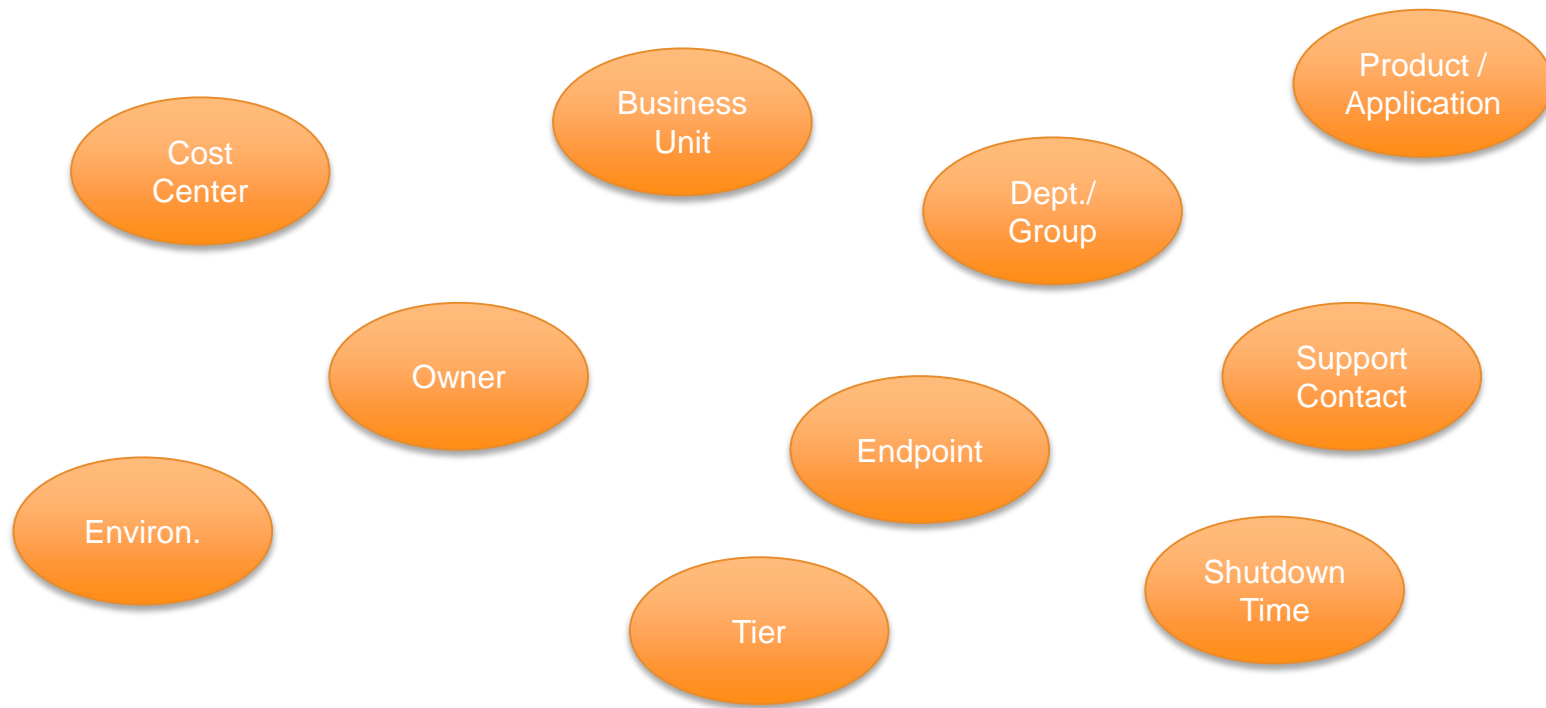 Product /
Application
Business
Unit
Cost
Center
Dept./
Group
Owner
Support
Contact
Endpoint
Environ.
Shutdown
Time
Tier